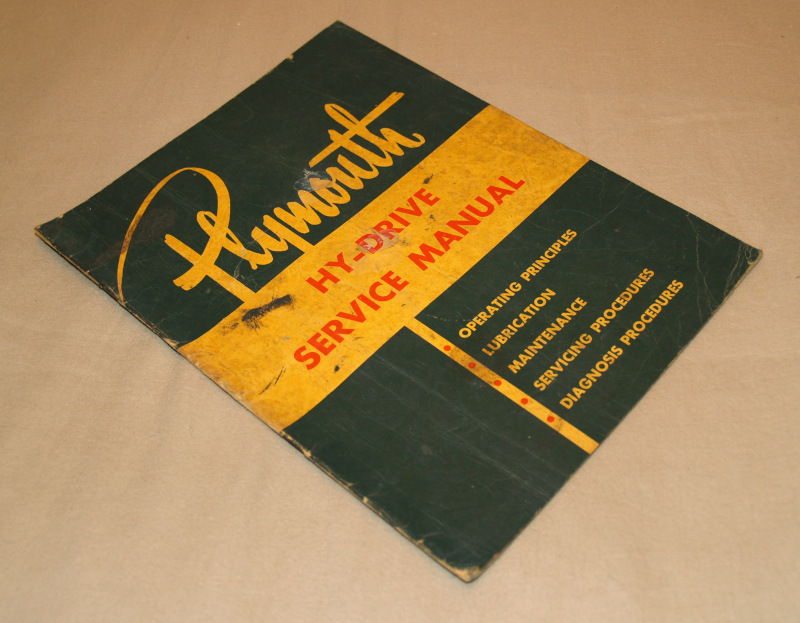 Plymouth
HY-DRIVE
SERVICE MANUAL
OPERATING PRINCIPLES
LUBRICATION
MAINTENANCE
SERVICING PROCEDURES
DIAGNOSIS PROCEDURES